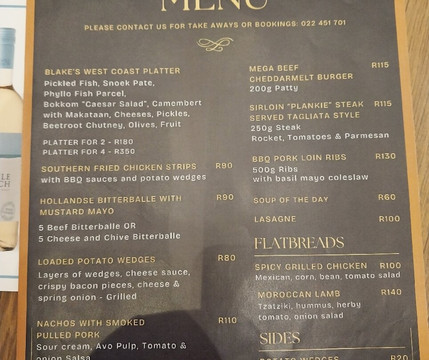 MENU
PLEASE CONTACT US FOR TAKE AWAYS OR BOOKINGS: 022 451 701
BLAKE'S WEST COAST PLATTER
Pickled Fish, Snoek Pate,
Phyllo Fish Parcel,
Bokkom "Caesar Salad", Camembert
with Makataan, Cheeses, Pickles,
Beetroot Chutney, Olives, Fruit
PLATTER FOR 2 - R180
PLATTER FOR 4 - R350
SOUTHERN FRIED CHICKEN STRIPS R90
with BBQ sauces and potato wedges
HOLLANDSE BITTERBALLE WITH R90
MUSTARD MAYO
5 Beef Bitterballe OR
5 Cheese and Chive Bitterballe
LOADED POTATO WEDGES R80
Layers of wedges, cheese sauce,
crispy bacon pieces, cheese &
spring onion - Grilled
NACHOS WITH SMOKED R110
PULLED PORK
Sour cream, Avo Pulp, Tomato &
onion Salsa
MEGA BEEF R115
CHEDDARMELT BURGER
200g Patty
SIRLOIN "PLANKIE" STEAK R115
SERVED TAGLIATA STYLE
250g Steak
Rocket, Tomatoes & Parmesan
BBQ PORK LOIN RIBS R130
500g Ribs
with basil mayo coleslaw
SOUP OF THE DAY R60
LASAGNE R100
FLATBREADS
SPICY GRILLED CHICKEN R100
Mexican, corn, bean, tomato salad
MOROCCAN LAMB R140
Tzatziki, hummus, herby
tomato, onion salad
SIDES
POTATO WEDGES R20